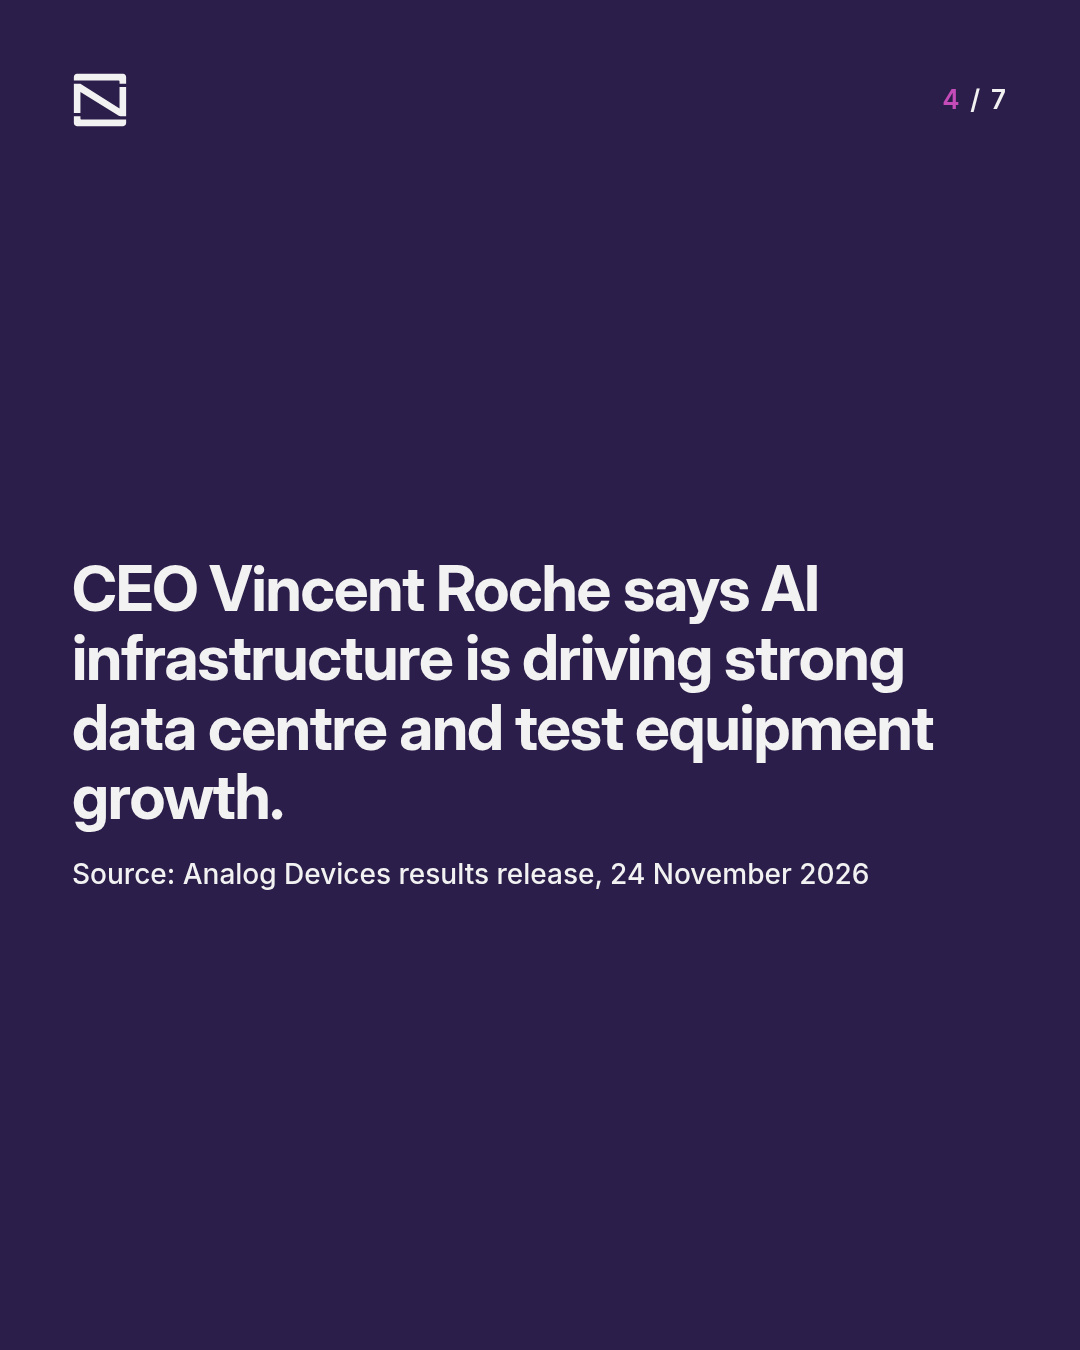 4 / 7
CEO Vincent Roche says AI
infrastructure is driving strong
data centre and test equipment
growth.
Source: Analog Devices results release, 24 November 2026